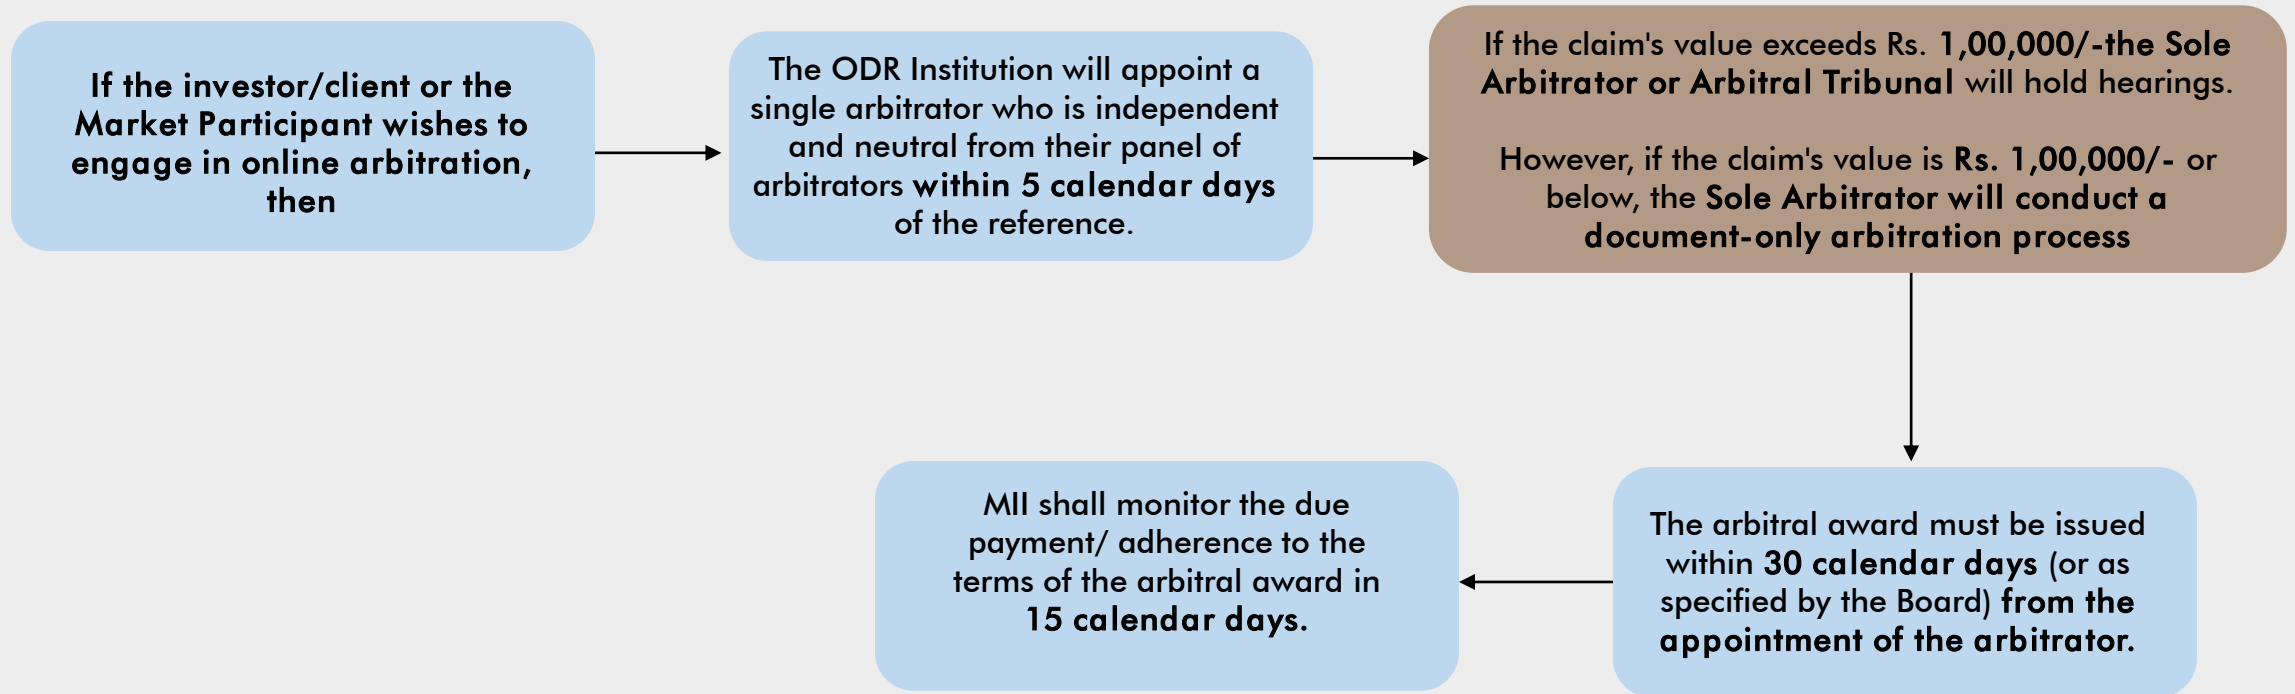 If the investor/client or the
Market Participant wishes to
engage in online arbitration,
then
The ODR Institution will appoint a
single arbitrator who is independent
and neutral from their panel of
arbitrators within 5 calendar days
of the reference.
If the claim's value exceeds Rs. 1,00,000/-the Sole
Arbitrator or Arbitral Tribunal will hold hearings.
However, if the claim's value is Rs. 1,00,000/- or
below, the Sole Arbitrator will conduct a
document-only arbitration process
The arbitral award must be issued
within 30 calendar days (or as
specified by the Board) from the
appointment of the arbitrator.
MII shall monitor the due
payment/ adherence to the
terms of the arbitral award in
15 calendar days.